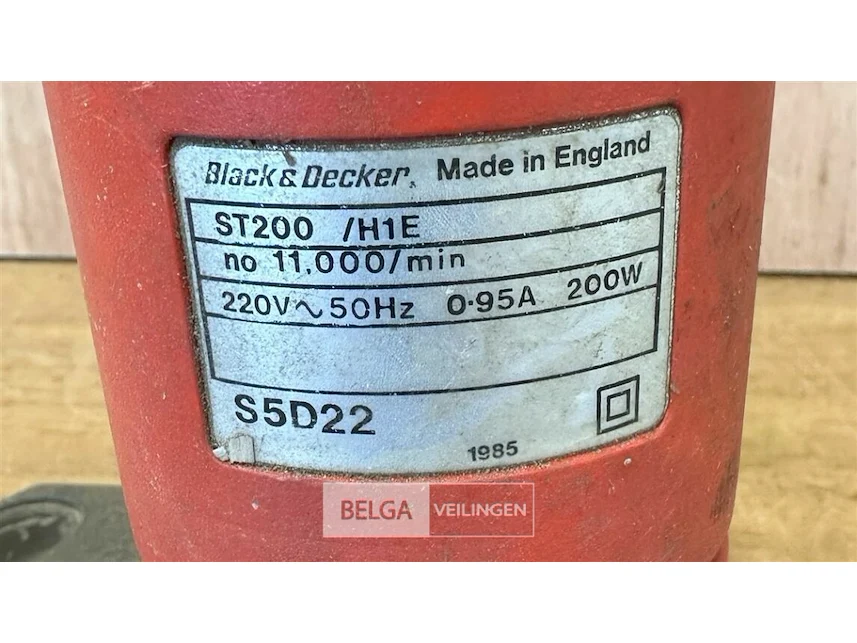 Black & Decker. Made in England
ST200 /H1E
no 11,000/min
220V~50Hz 0·95A 200W
S5D22
1985
BELGA VEILINGEN